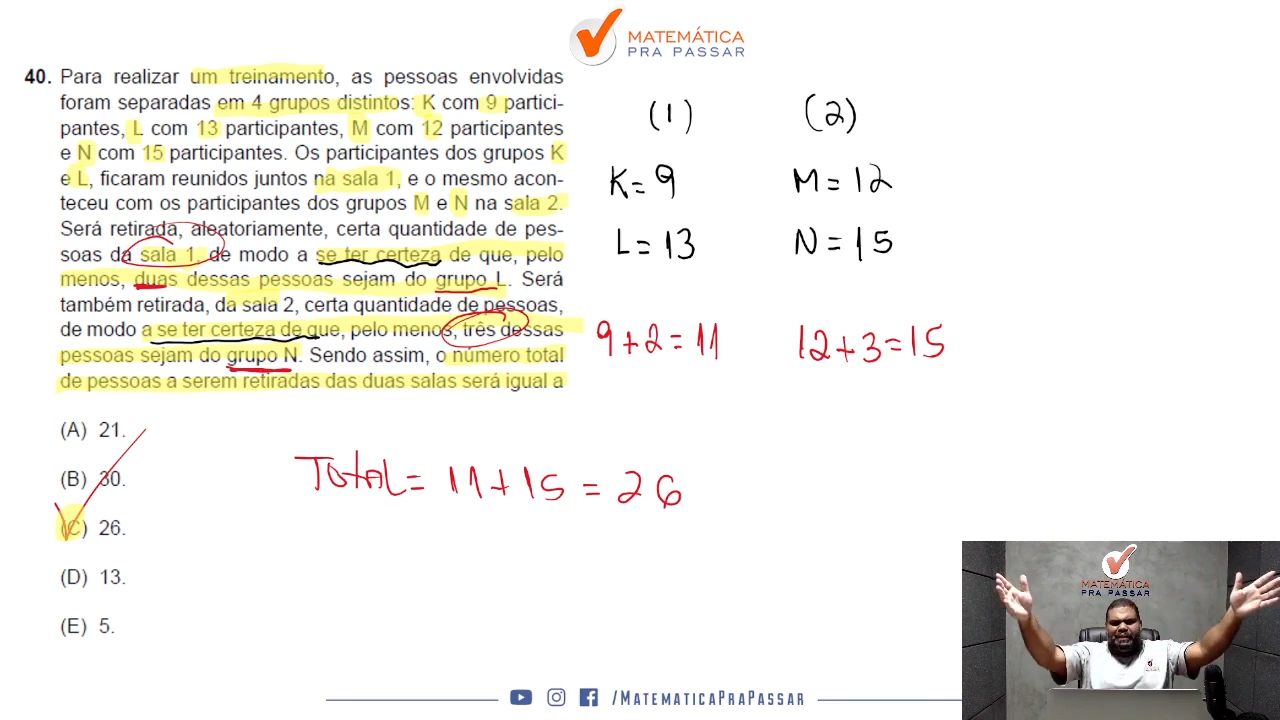 MATEMÁTICA
PRA PASSAR
40. Para realizar um treinamento, as pessoas envolvidas
foram separadas em 4 grupos distintos: K com 9 partici-
pantes, L com 13 participantes, M com 12 participantes
e N com 15 participantes. Os participantes dos grupos K
e L, ficaram reunidos juntos na sala 1, e o mesmo acon-
teceu com os participantes dos grupos M e N na sala 2.
Será retirada, aleatoriamente, certa quantidade de pes-
soas da sala 1, de modo a se ter certeza de que, pelo
menos, duas dessas pessoas sejam do grupo L. Será
também retirada, da sala 2, certa quantidade de pessoas,
de modo a se ter certeza de que, pelo menos, três dessas
pessoas sejam do grupo N. Sendo assim, o número total
de pessoas a serem retiradas das duas salas será igual a
(A) 21.
(B) 30.
(C) 26.
(D) 13.
(E) 5.
(1) (2)
K=9 M=12
L=13 N=15
9+2=11 12+3=15
TOTAL= 11+15=26
MATEMÁTICA
PRA PASSAR
/MATEMATICAPRAPASSAR